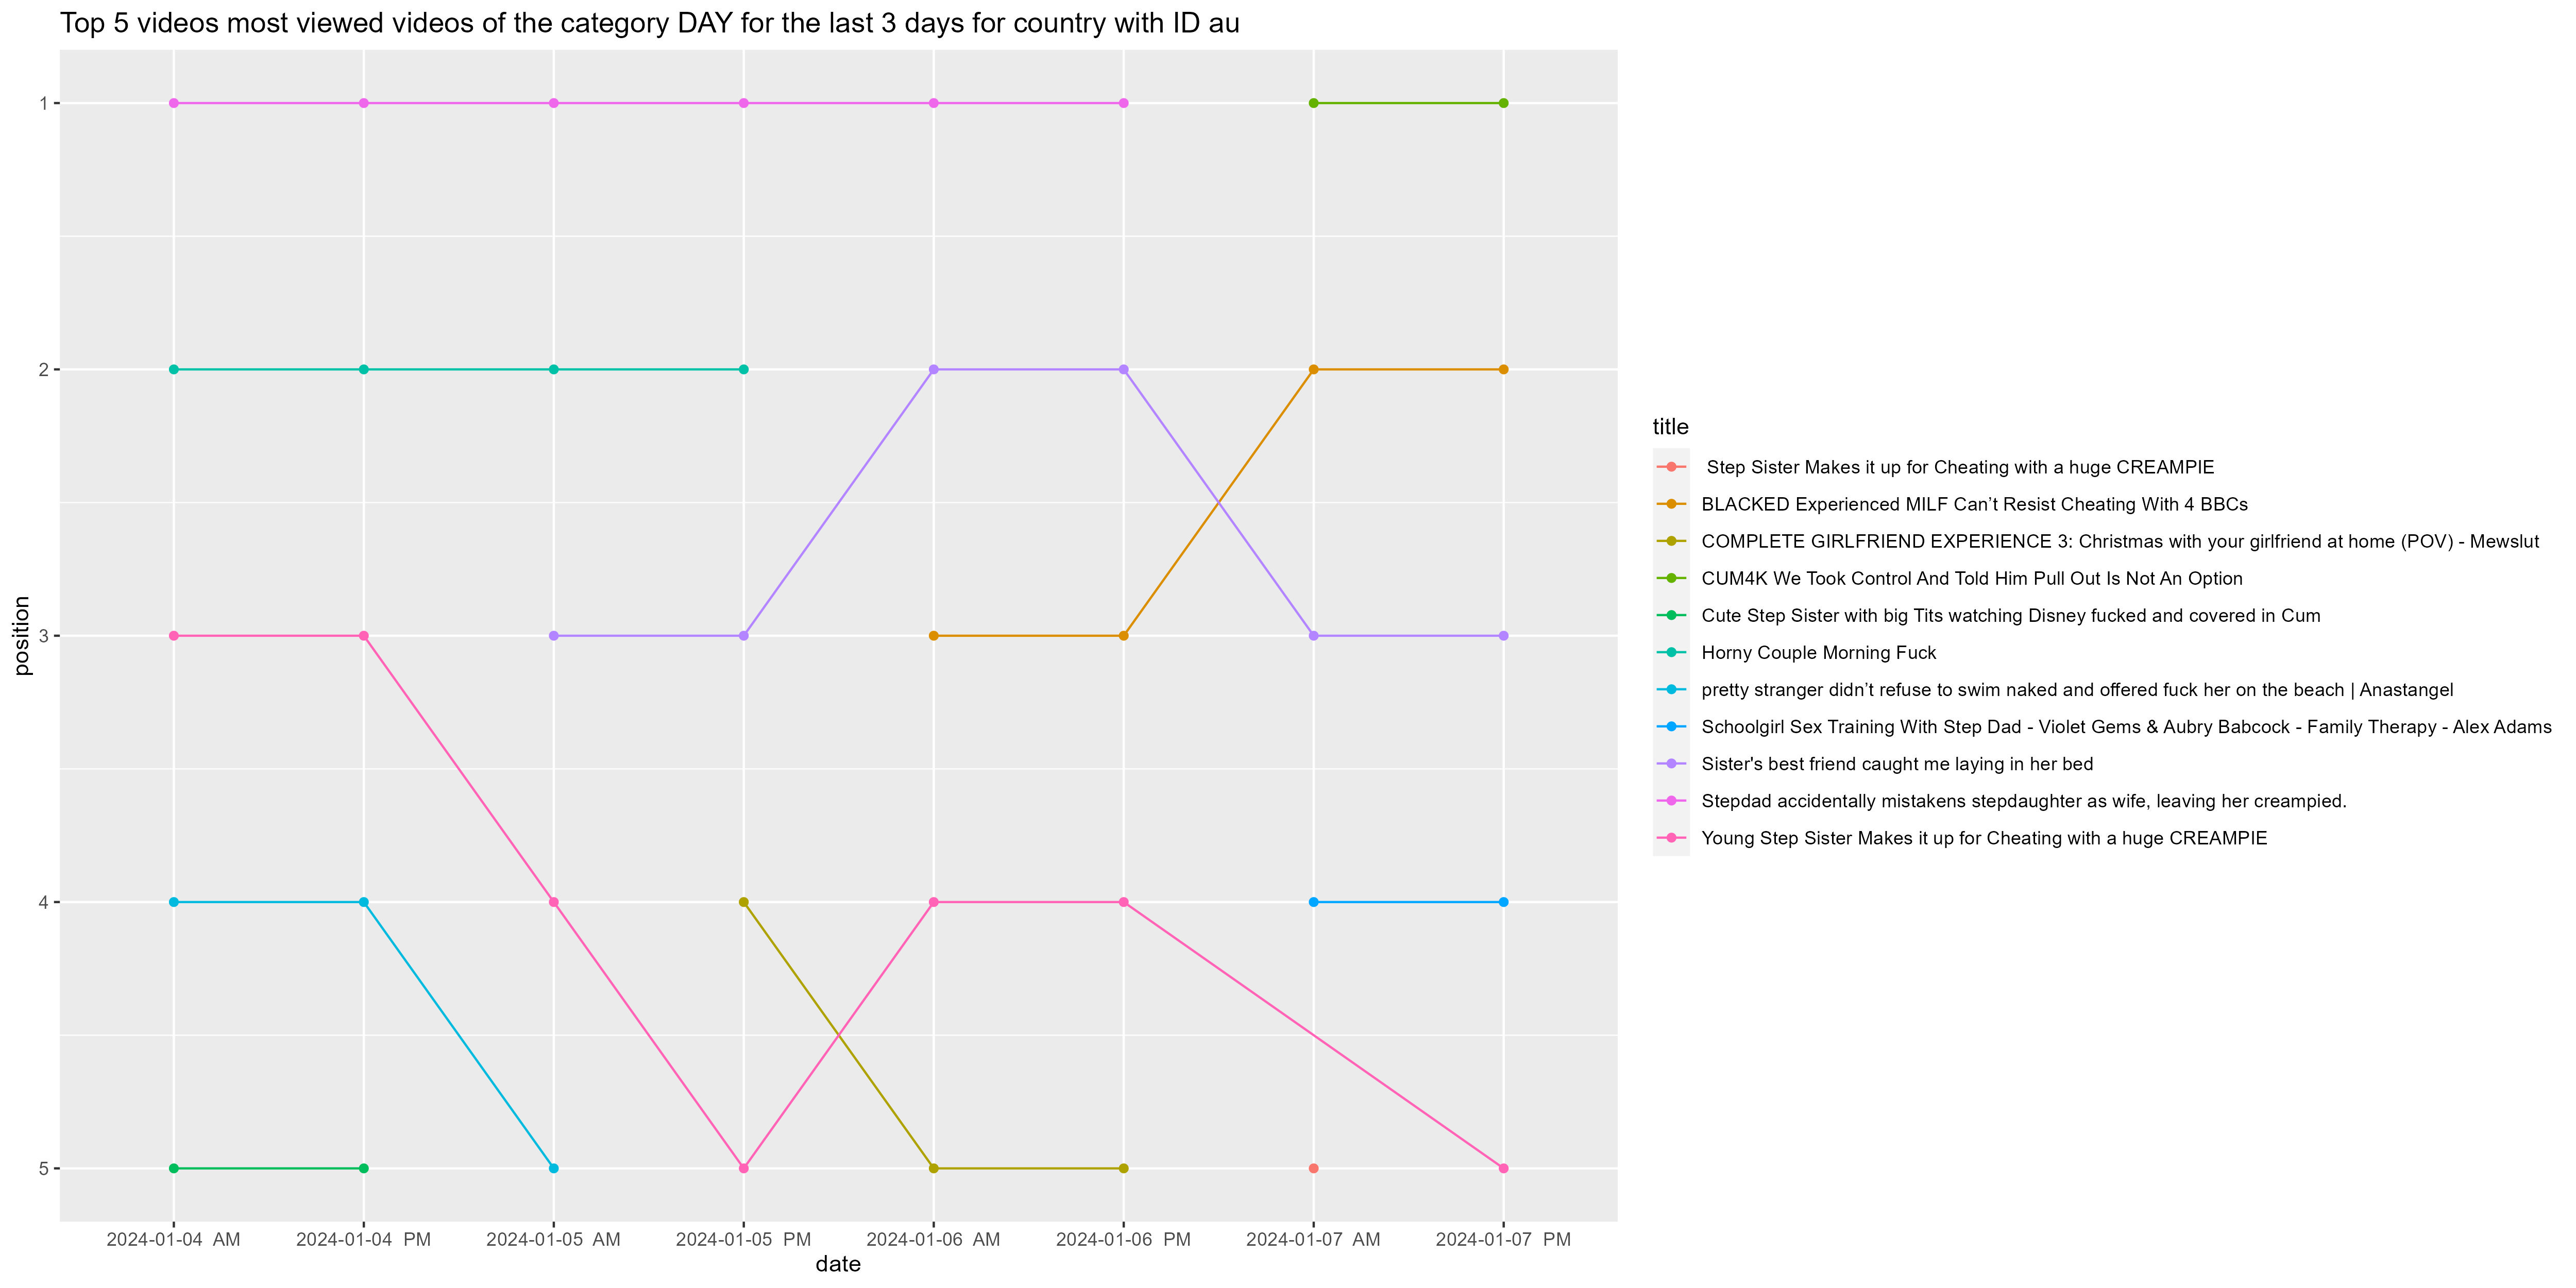 Top 5 videos most viewed videos of the category DAY for the last 3 days for country with ID au
position
1
2
3
4
5
2024-01-04 AM
2024-01-04 PM
2024-01-05 AM
2024-01-05 PM
2024-01-06 AM
2024-01-06 PM
2024-01-07 AM
2024-01-07 PM
date
title
Step Sister Makes it up for Cheating with a huge CREAMPIE
BLACKED Experienced MILF Can’t Resist Cheating With 4 BBCs
COMPLETE GIRLFRIEND EXPERIENCE 3: Christmas with your girlfriend at home (POV) - Mewslut
CUM4K We Took Control And Told Him Pull Out Is Not An Option
Cute Step Sister with big Tits watching Disney fucked and covered in Cum
Horny Couple Morning Fuck
pretty stranger didn’t refuse to swim naked and offered fuck her on the beach | Anastangel
Schoolgirl Sex Training With Step Dad - Violet Gems & Aubry Babcock - Family Therapy - Alex Adams
Sister's best friend caught me laying in her bed
Stepdad accidentally mistakens stepdaughter as wife, leaving her creampied.
Young Step Sister Makes it up for Cheating with a huge CREAMPIE